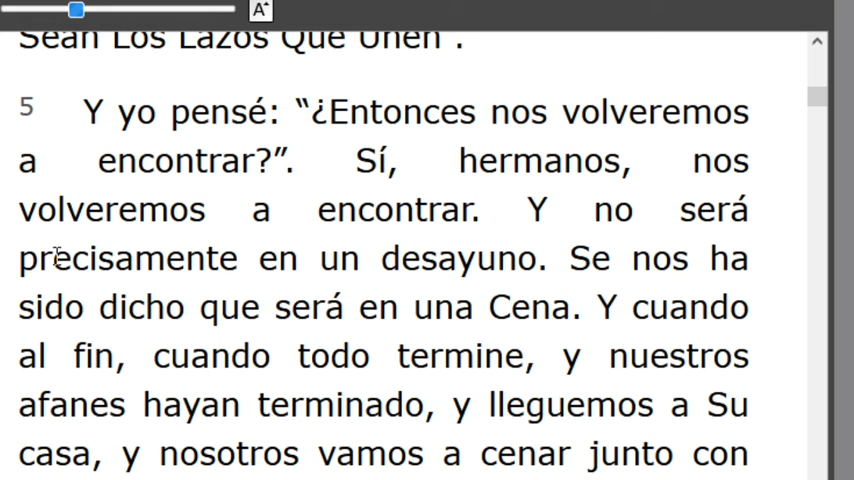 A
Sean Los Lazos Que Unen”.
5 Y yo pensé: “¿Entonces nos volveremos
a encontrar?”. Sí, hermanos, nos
volveremos a encontrar. Y no será
precisamente en un desayuno. Se nos ha
sido dicho que será en una Cena. Y cuando
al fin, cuando todo termine, y nuestros
afanes hayan terminado, y lleguemos a Su
casa, y nosotros vamos a cenar junto con